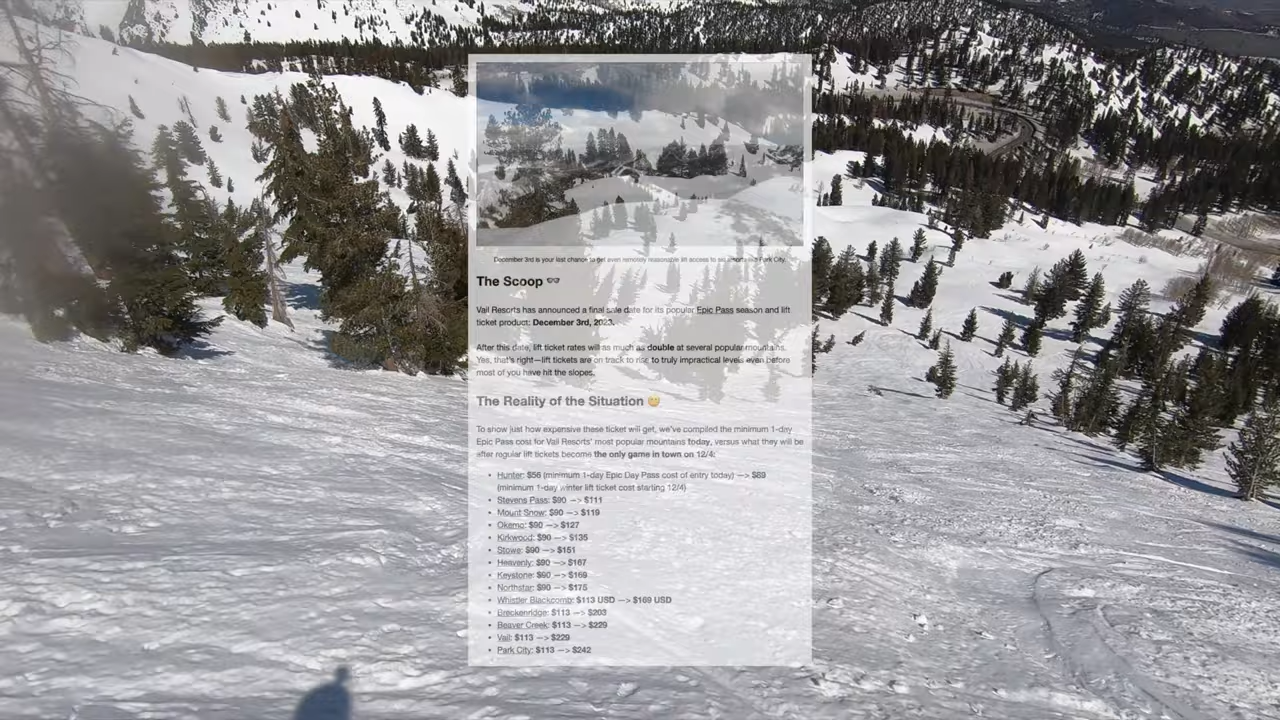 December 3rd is your last chance to get even remotely reasonable lift access to ski resorts like Park City.
The Scoop 🕶️
Vail Resorts has announced a final sale date for its popular Epic Pass season and lift
ticket product: December 3rd, 2023.
After this date, lift ticket rates will as much as double at several popular mountains.
Yes, that's right—lift tickets are on track to rise to truly impractical levels even before
most of you have hit the slopes.
The Reality of the Situation 😬
To show just how expensive these ticket will get, we've compiled the minimum 1-day
Epic Pass cost for Vail Resorts' most popular mountains today, versus what they will be
after regular lift tickets become the only game in town on 12/4:
• Hunter: $56 (minimum 1-day Epic Day Pass cost of entry today) —> $89
(minimum 1-day winter lift ticket cost starting 12/4)
• Stevens Pass: $90 —> $111
• Mount Snow: $90 —> $119
• Okemo: $90 —> $127
• Kirkwood: $90 —> $135
• Stowe: $90 —> $151
• Heavenly: $90 —> $167
• Keystone: $90 —> $169
• Northstar: $90 —> $175
• Whistler Blackcomb: $113 USD —> $169 USD
• Breckenridge: $113 —> $203
• Beaver Creek: $113 —> $229
• Vail: $113 —> $229
• Park City: $113 —> $242